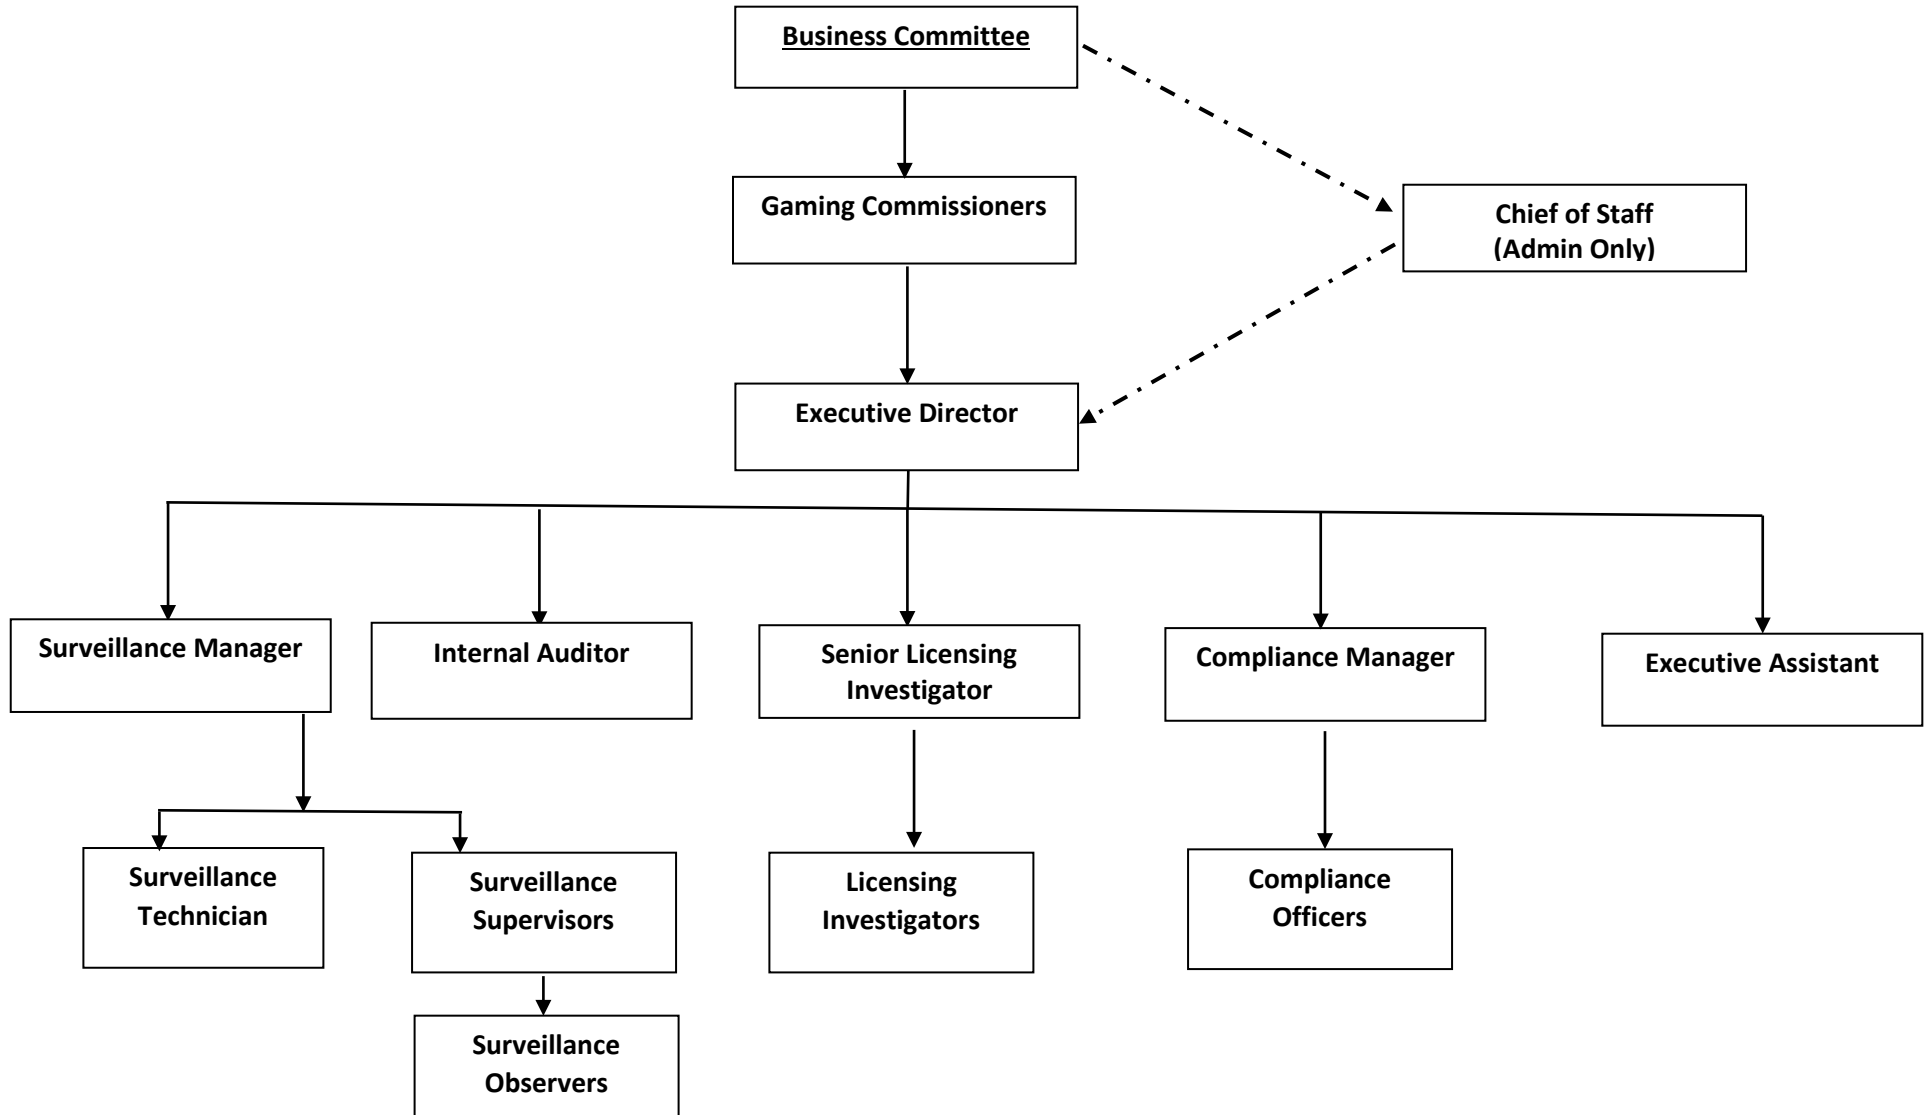 Business Committee
Gaming Commissioners
Chief of Staff
(Admin Only)
Executive Director
Surveillance Manager
Internal Auditor
Senior Licensing
Investigator
Compliance Manager
Executive Assistant
Surveillance
Technician
Surveillance
Supervisors
Licensing
Investigators
Compliance
Officers
Surveillance
Observers